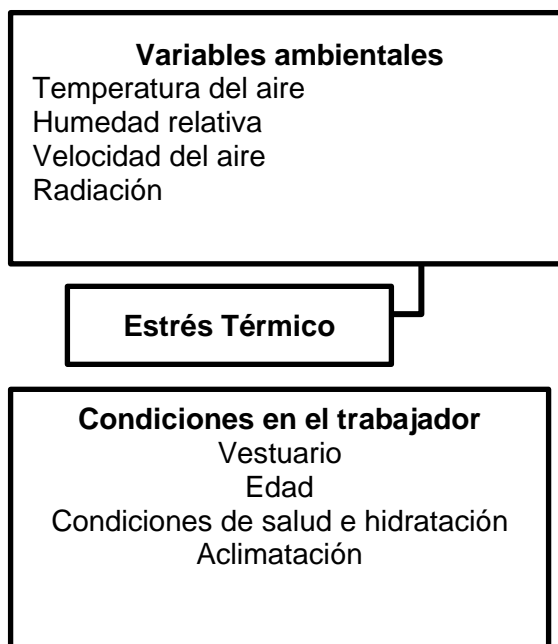 Variables ambientales
Temperatura del aire
Humedad relativa
Velocidad del aire
Radiación
Estrés Térmico
Condiciones en el trabajador
Vestuario
Edad
Condiciones de salud e hidratación
Aclimatación